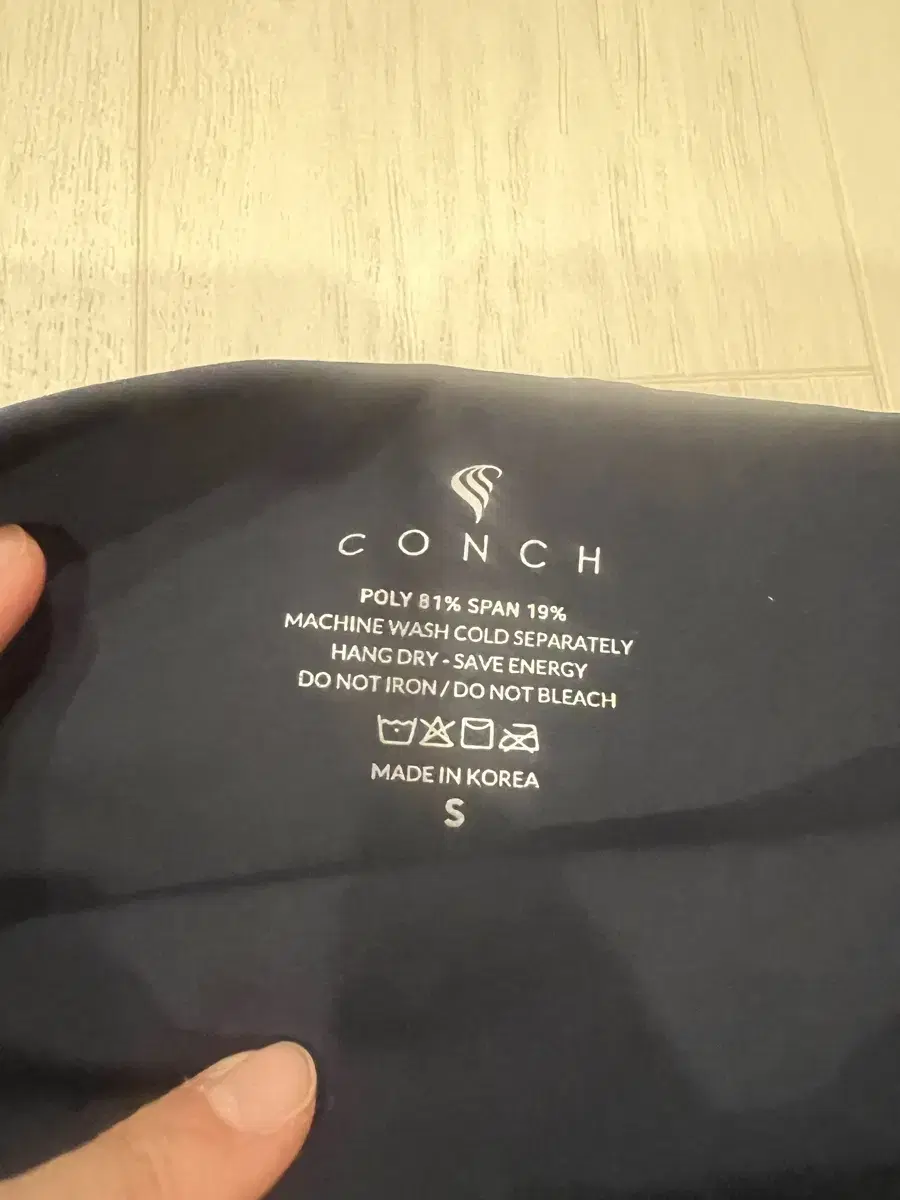 CONCH
POLY 81% SPAN 19%
MACHINE WASH COLD SEPARATELY
HANG DRY - SAVE ENERGY
DO NOT IRON / DO NOT BLEACH
MADE IN KOREA
S